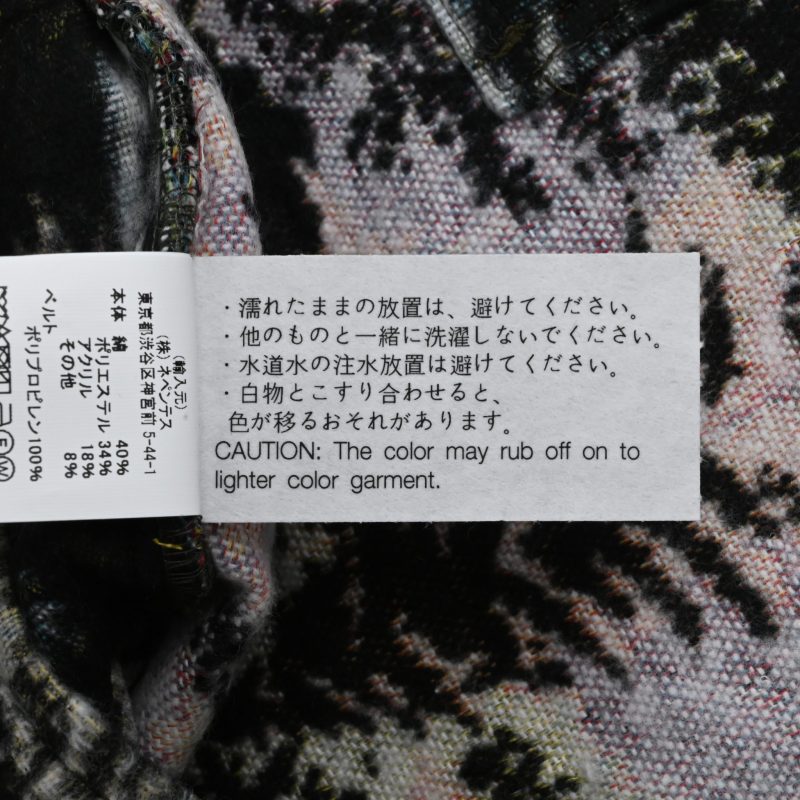 ・濡れたままの放置は、避けてください。
・他のものと一緒に洗濯しないでください。
・水道水の注水放置は避けてください。
・白物とこすり合わせると、
色が移るおそれがあります。
CAUTION: The color may rub off on to
lighter color garment.
(輸入元)
(株)ネペンテス
東京都渋谷区神宮前 5-44-1
本体 綿 40%
ポリエステル 34%
アクリル 18%
その他 8%
ベルト
ポリプロピレン100%
F
W